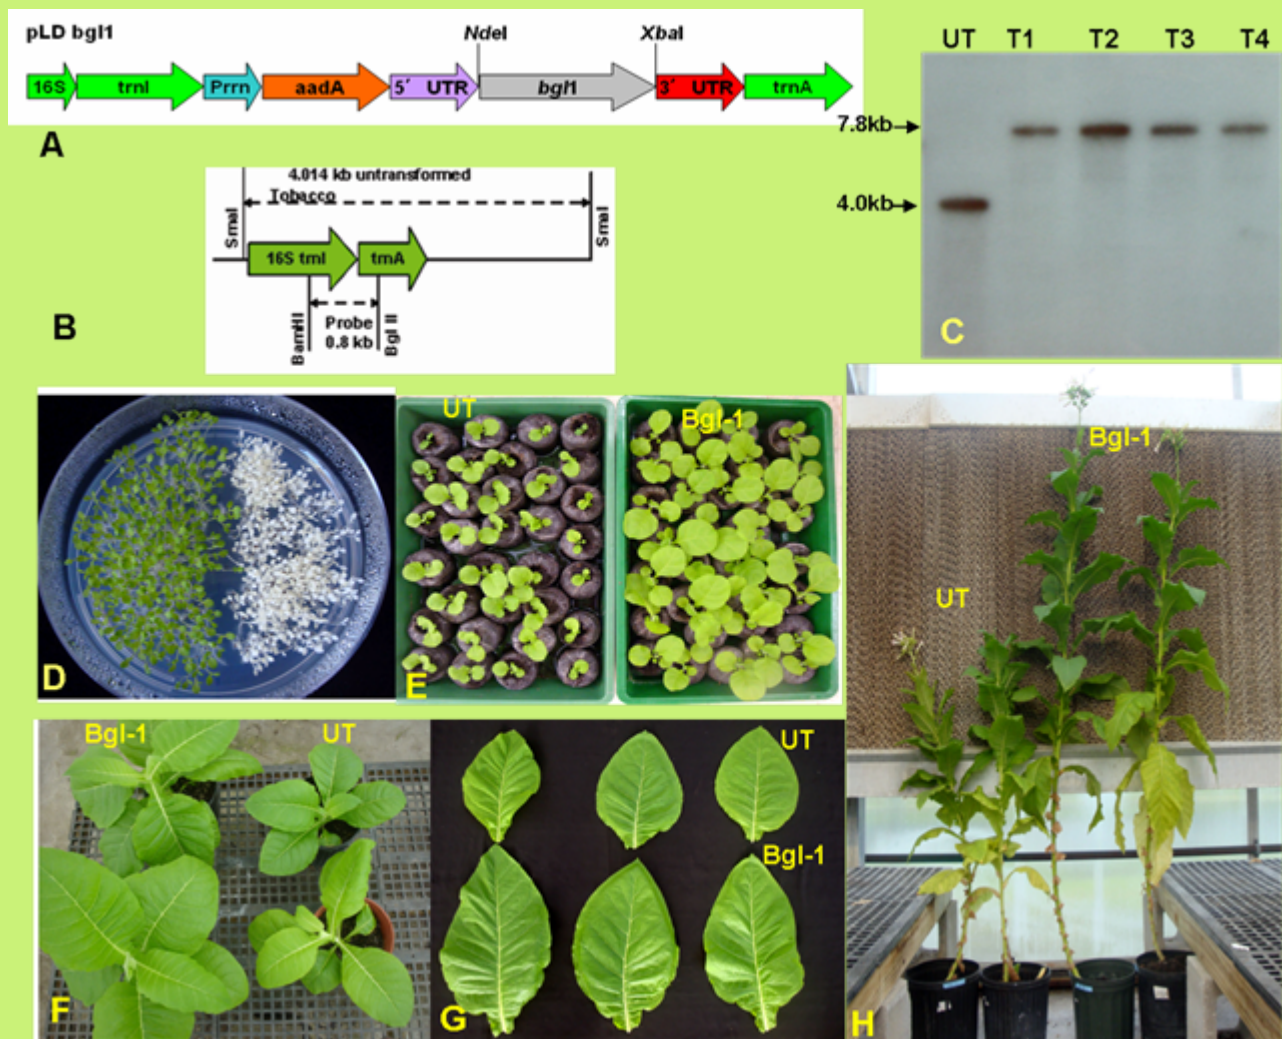 pLD bgl1
NdeI
XbaI
16S
trnI
Prrn
aadA
5´ UTR
bgl1
3´ UTR
trnA
A
4.014 kb untransformed
Tobacco
SmaI
SmaI
16S trnI
trnA
BamHI
Probe
0.8 kb
Bgl II
B
UT T1 T2 T3 T4
7.8kb
4.0kb
C
D
UT
Bgl-1
E
Bgl-1
UT
F
UT
Bgl-1
G
Bgl-1
UT
H